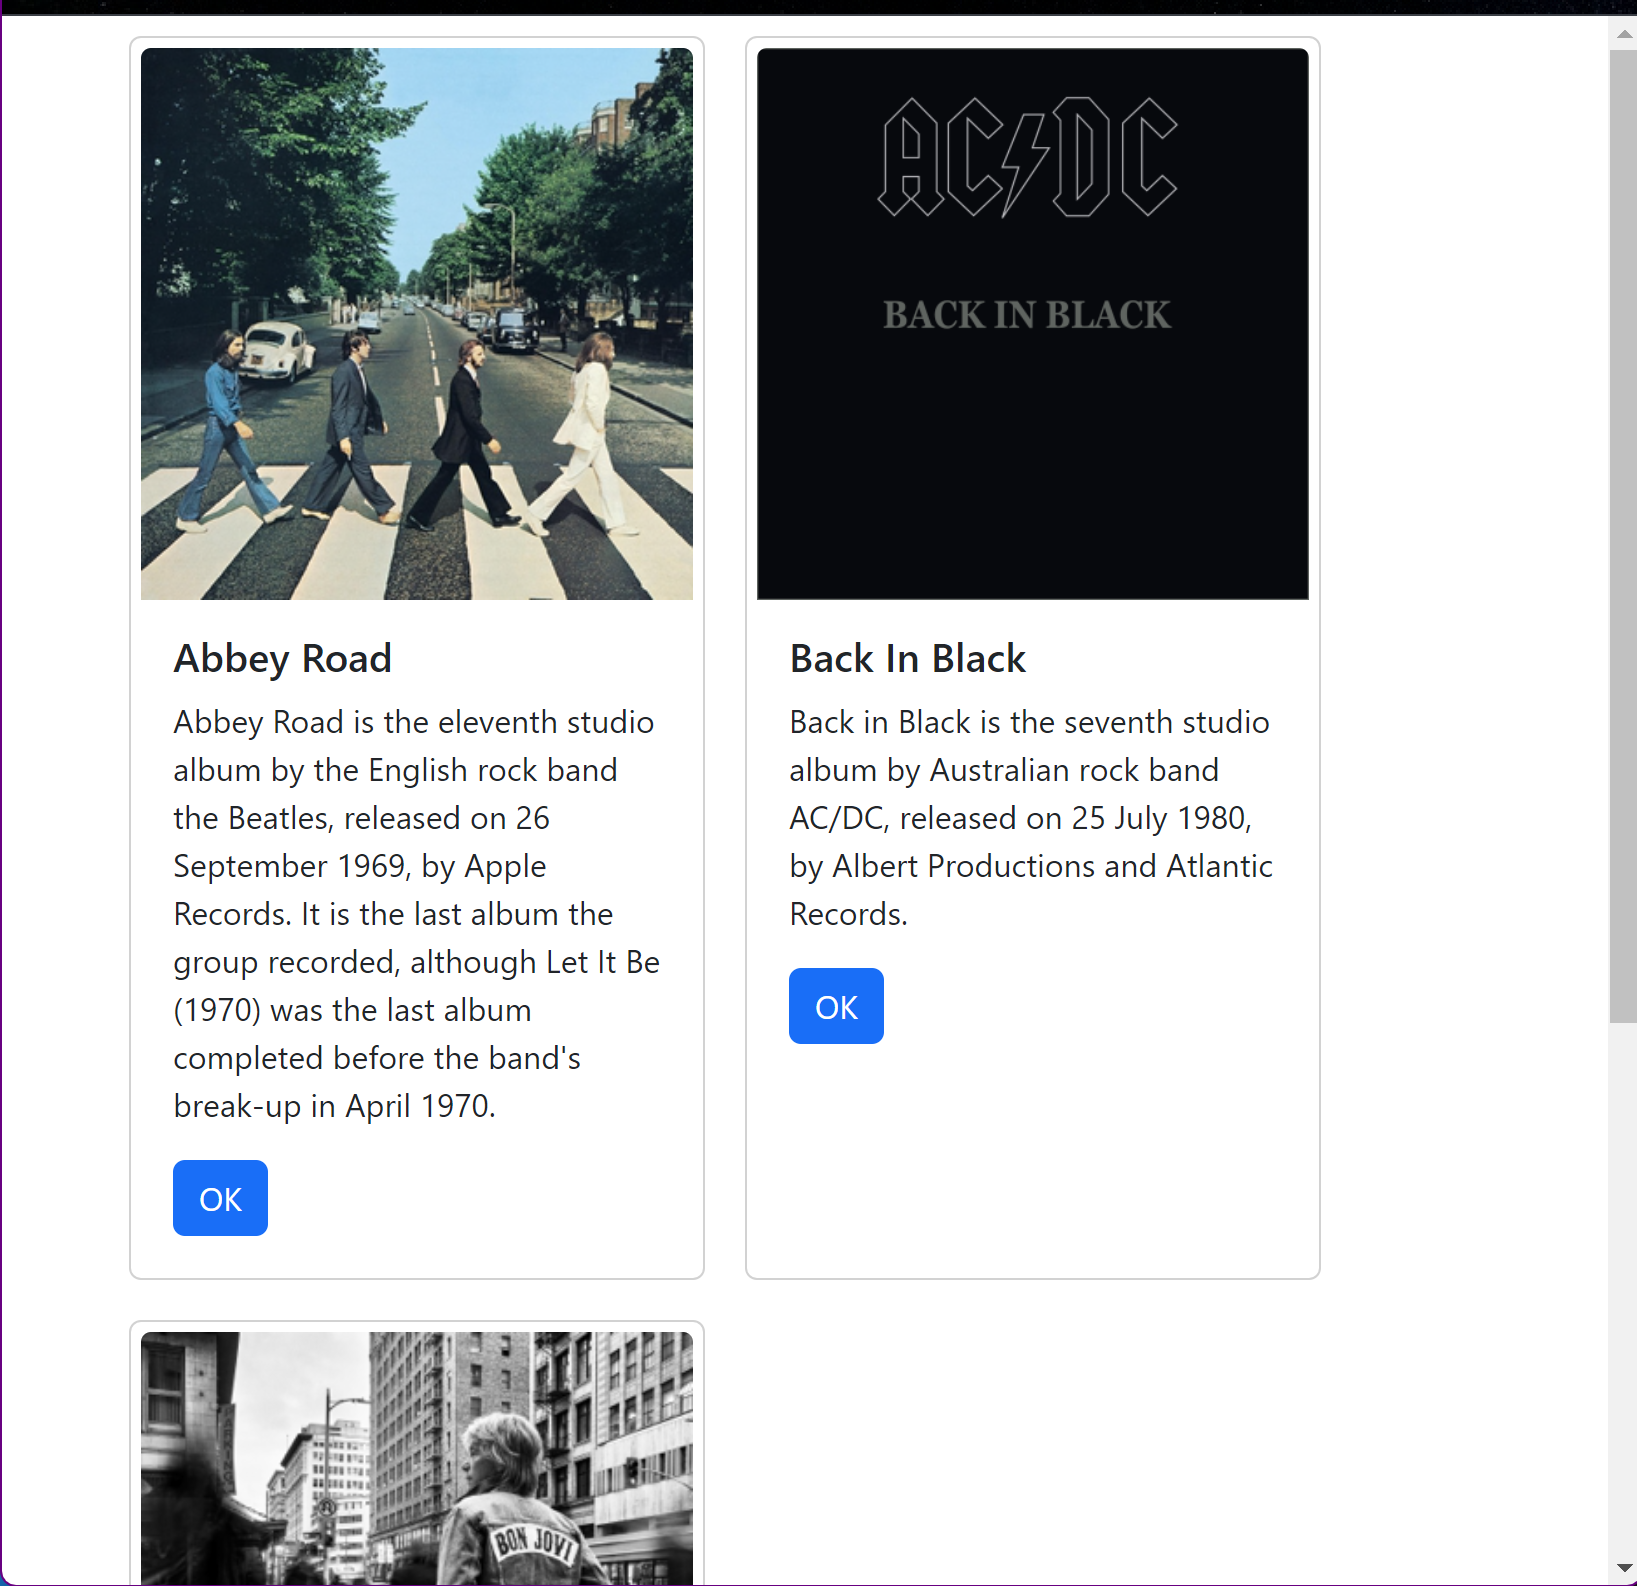 AC/DC
BACK IN BLACK
Abbey Road
Abbey Road is the eleventh studio
album by the English rock band
the Beatles, released on 26
September 1969, by Apple
Records. It is the last album the
group recorded, although Let It Be
(1970) was the last album
completed before the band's
break-up in April 1970.
OK
Back In Black
Back in Black is the seventh studio
album by Australian rock band
AC/DC, released on 25 July 1980,
by Albert Productions and Atlantic
Records.
OK
BON JOVI